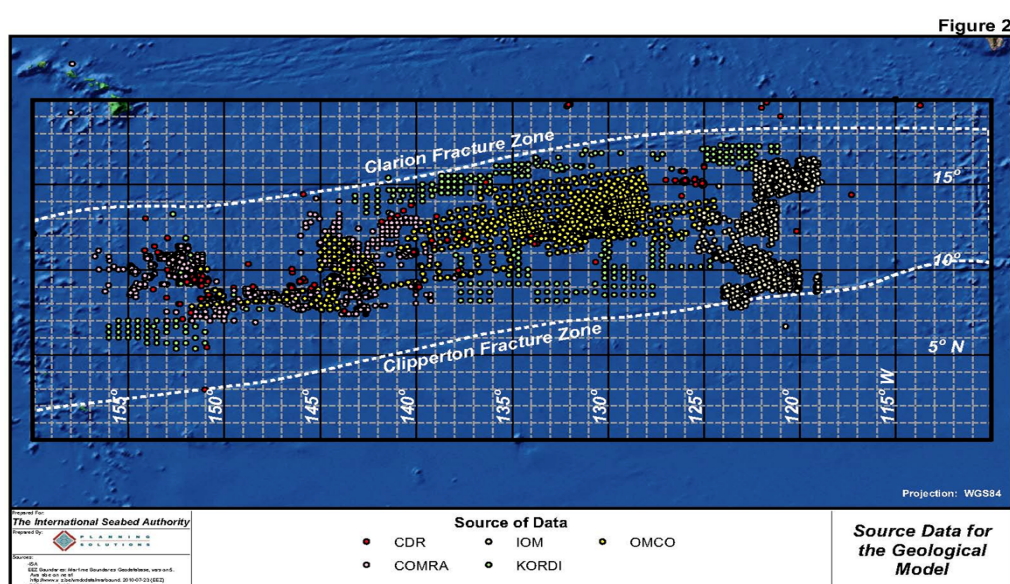 Figure 2
Clarion Fracture Zone
15°
10°
5° N
Clipperton Fracture Zone
155°
150°
145°
140°
135°
130°
125°
120°
115° W
Projection: WGS84
Prepared For:
The International Seabed Authority
Prepared By:
PLANNING
SOLUTIONS
Sources:
ISA
Source of Data
CDR
IOM
OMCO
COMRA
KORDI
Source Data for
the Geological
Model